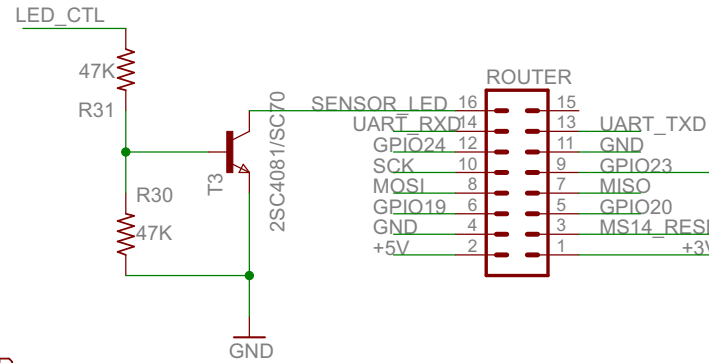 LED_CTL
47K
R31
R30
47K
T3
2SC4081/SC70
GND
ROUTER
SENSOR_LED 16 15
UART_RXD 14 13 UART_TXD
GPIO24 12 11 GND
SCK 10 9 GPIO23
MOSI 8 7 MISO
GPIO19 6 5 GPIO20
GND 4 3 MS14_RES
+5V 2 1 +3V